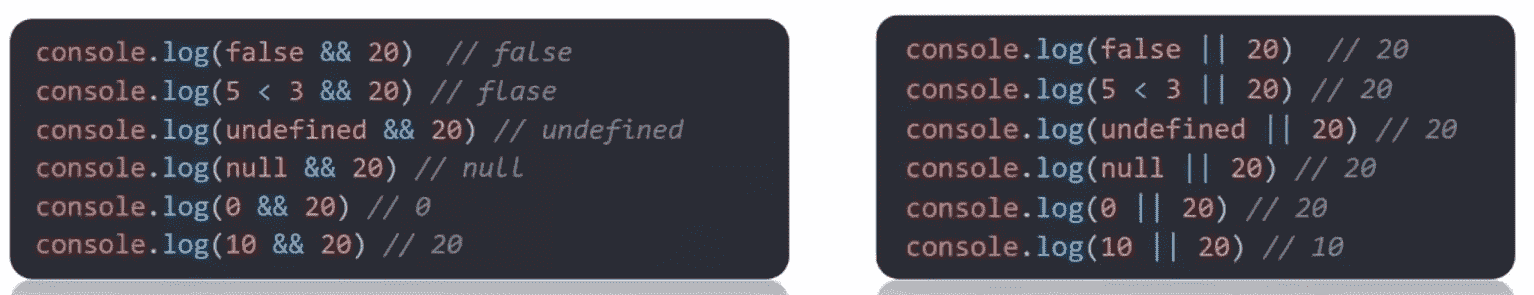 console.log(false && 20)  // false
console.log(5 < 3 && 20) // flase
console.log(undefined && 20) // undefined
console.log(null && 20) // null
console.log(0 && 20) // 0
console.log(10 && 20) // 20
console.log(false || 20)  // 20
console.log(5 < 3 || 20) // 20
console.log(undefined || 20) // 20
console.log(null || 20) // 20
console.log(0 || 20) // 20
console.log(10 || 20) // 10